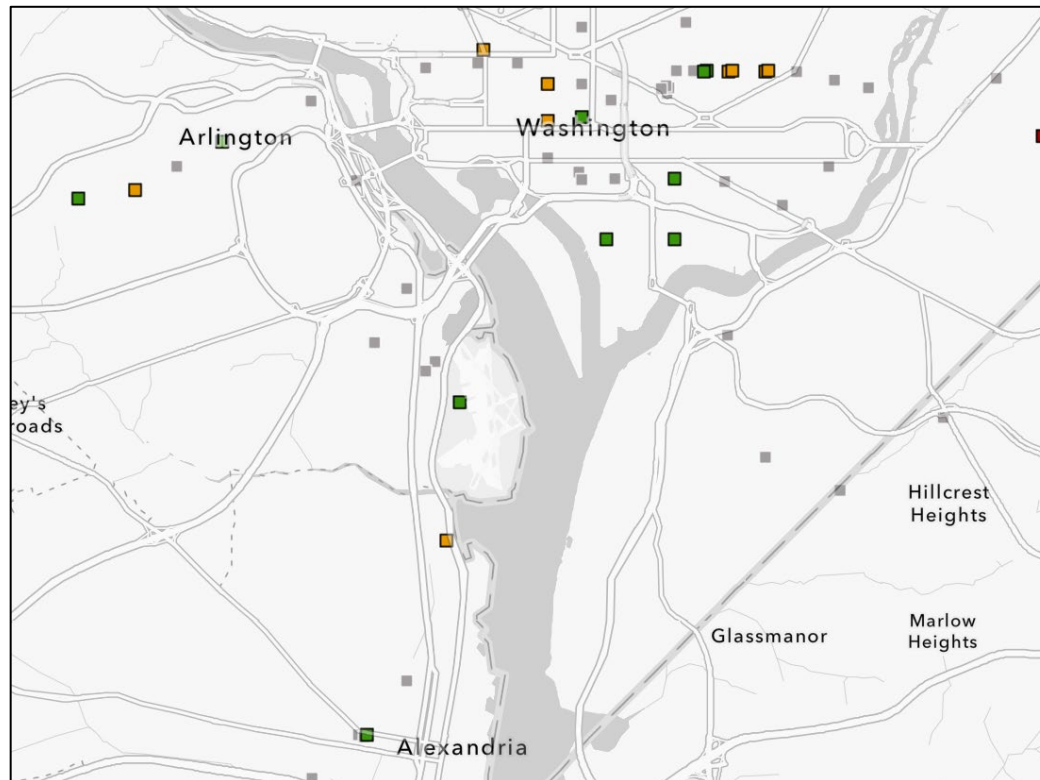 Arlington
Washington
ey's
roads
Hillcrest
Heights
Glassmanor
Marlow
Heights
Alexandria